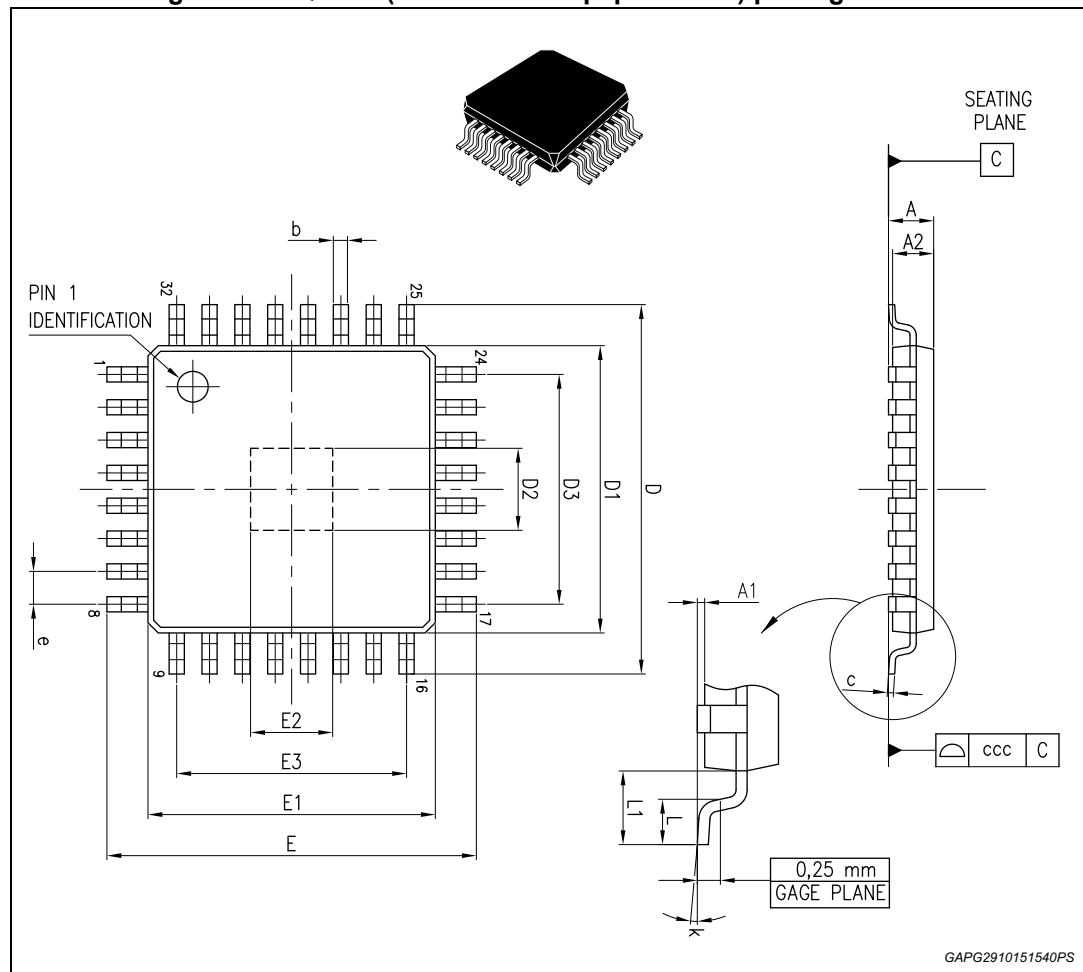 SEATING
PLANE
C
A
A2
b
PIN 1
IDENTIFICATION
32
25
1
24
D2
D3
D1
D
8
17
e
9
16
A1
c
E2
E3
E1
E
ccc C
L1
L
0,25 mm
GAGE PLANE
k
GAPG2910151540PS